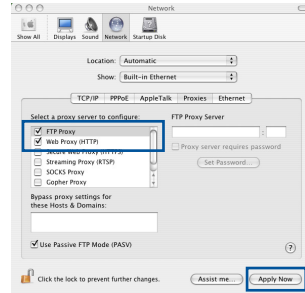 Network
Show All Displays Sound Network Startup Disk
Location: Automatic
Show: Built-in Ethernet
TCP/IP PPPoE AppleTalk Proxies Ethernet
Select a proxy server to configure:
FTP Proxy Server
FTP Proxy
:
Web Proxy (HTTP)
Proxy server requires password
Secure Web Proxy (HTTPS)
Streaming Proxy (RTSP)
Set Password...
SOCKS Proxy
Gopher Proxy
Bypass proxy settings for
these Hosts & Domains:
Use Passive FTP Mode (PASV)
?
Click the lock to prevent further changes.
Assist me...
Apply Now